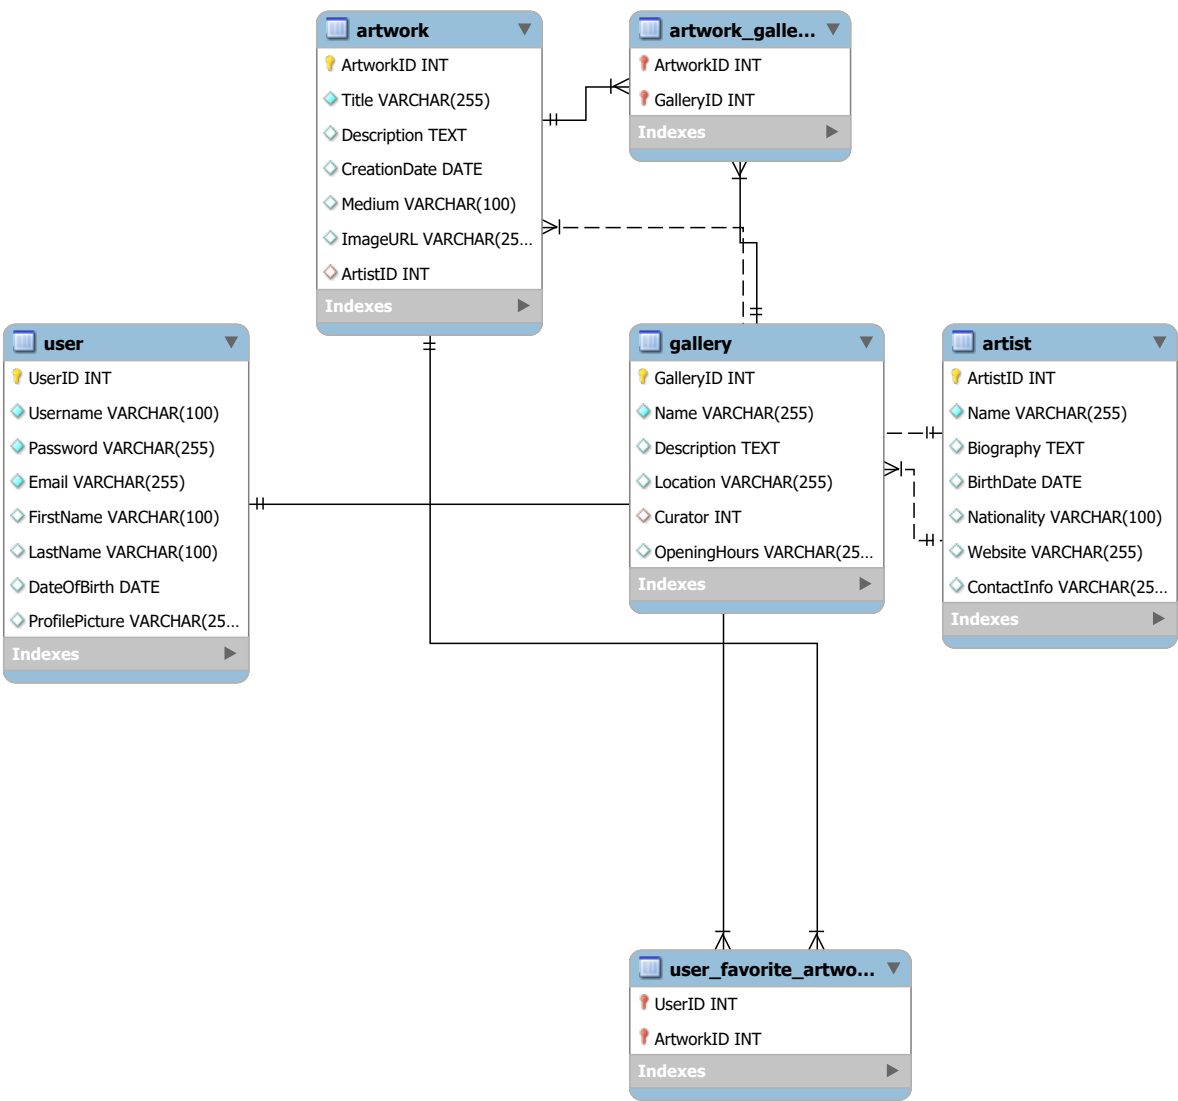 artwork
ArtworkID INT
Title VARCHAR(255)
Description TEXT
CreationDate DATE
Medium VARCHAR(100)
ImageURL VARCHAR(25...
ArtistID INT
Indexes
artwork_galle...
ArtworkID INT
GalleryID INT
Indexes
user
UserID INT
Username VARCHAR(100)
Password VARCHAR(255)
Email VARCHAR(255)
FirstName VARCHAR(100)
LastName VARCHAR(100)
DateOfBirth DATE
ProfilePicture VARCHAR(25...
Indexes
gallery
GalleryID INT
Name VARCHAR(255)
Description TEXT
Location VARCHAR(255)
Curator INT
OpeningHours VARCHAR(25...
Indexes
artist
ArtistID INT
Name VARCHAR(255)
Biography TEXT
BirthDate DATE
Nationality VARCHAR(100)
Website VARCHAR(255)
ContactInfo VARCHAR(25...
Indexes
user_favorite_artwo...
UserID INT
ArtworkID INT
Indexes